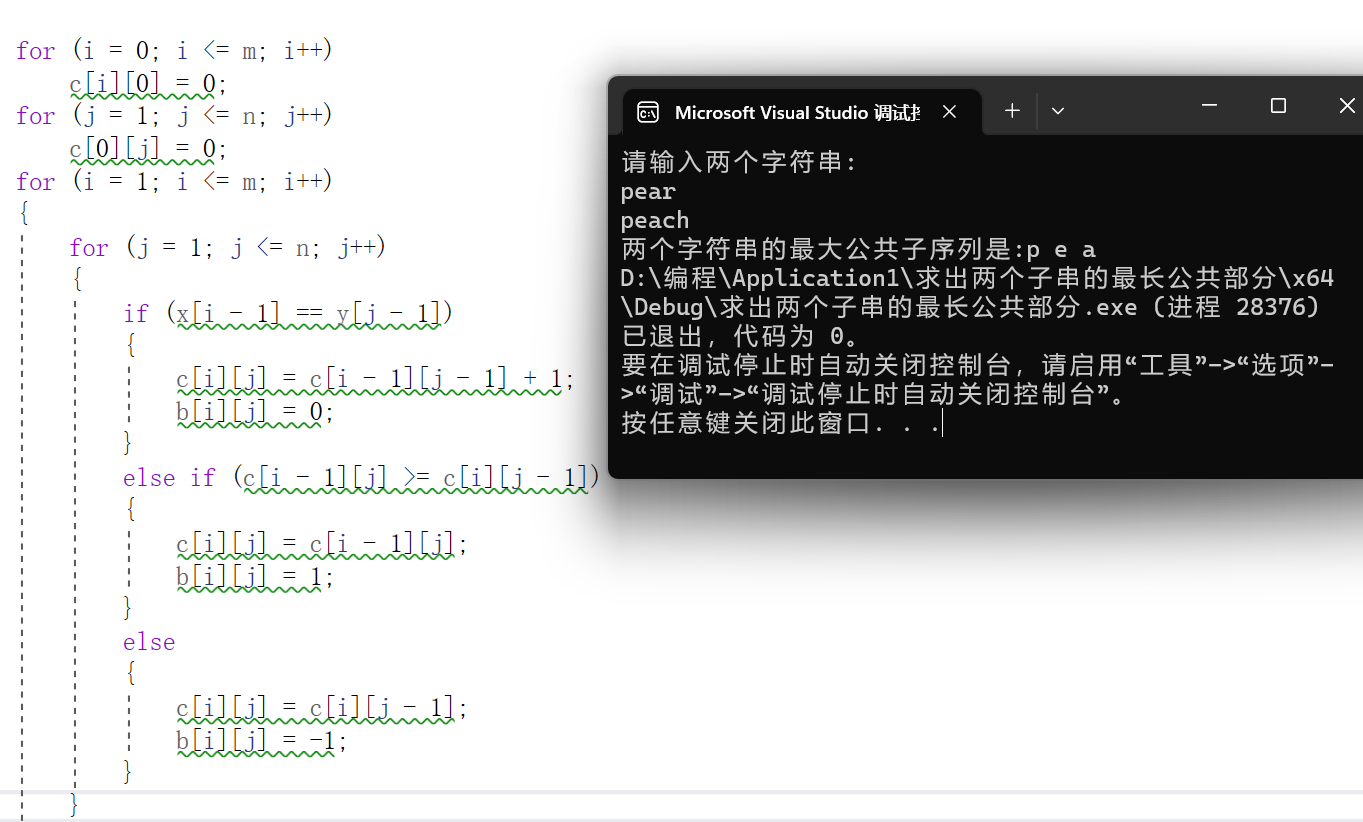 for (i = 0; i <= m; i++)
c[i][0] = 0;
for (j = 1; j <= n; j++)
c[0][j] = 0;
for (i = 1; i <= m; i++)
{
for (j = 1; j <= n; j++)
{
if (x[i - 1] == y[j - 1])
{
c[i][j] = c[i - 1][j - 1] + 1;
b[i][j] = 0;
}
else if (c[i - 1][j] >= c[i][j - 1])
{
c[i][j] = c[i - 1][j];
b[i][j] = 1;
}
else
{
c[i][j] = c[i][j - 1];
b[i][j] = -1;
}
}
Microsoft Visual Studio 调试
请输入两个字符串:
pear
peach
两个字符串的最大公共子序列是:p e a
D:\编程\Application1\求出两个子串的最长公共部分\x64
\Debug\求出两个子串的最长公共部分.exe (进程 28376)
已退出，代码为 0。
要在调试停止时自动关闭控制台，请启用“工具”->“选项”-
>“调试”->“调试停止时自动关闭控制台”。
按任意键关闭此窗口. . .